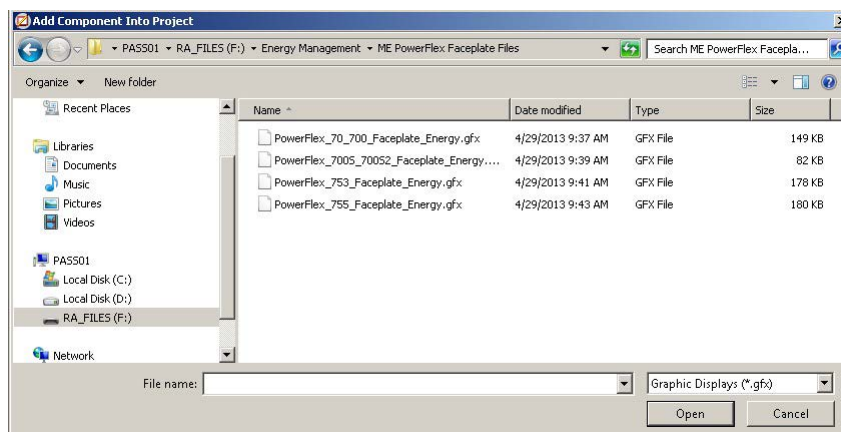 Add Component Into Project
PASS01 RA_FILES (F:) Energy Management ME PowerFlex Faceplate Files
Search ME PowerFlex Facepla...
Organize New folder
Recent Places
Libraries
Documents
Music
Pictures
Videos
PASS01
Local Disk (C:)
Local Disk (D:)
RA_FILES (F:)
Network
Name Date modified Type Size
PowerFlex_70_700_Faceplate_Energy.gfx 4/29/2013 9:37 AM GFX File 149 KB
PowerFlex_700S_700S2_Faceplate_Energy.... 4/29/2013 9:39 AM GFX File 82 KB
PowerFlex_753_Faceplate_Energy.gfx 4/29/2013 9:41 AM GFX File 178 KB
PowerFlex_755_Faceplate_Energy.gfx 4/29/2013 9:43 AM GFX File 180 KB
File name:
Graphic Displays (*.gfx)
Open Cancel